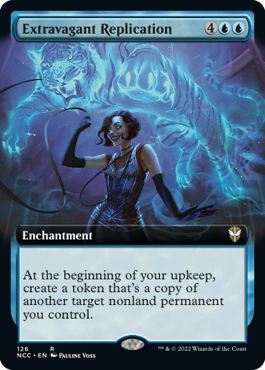 Extravagant Replication 4
Enchantment
At the beginning of your upkeep,
create a token that's a copy of
another target nonland permanent
you control.
126 R
NCC • EN Pauline Voss ™ & © 2022 Wizards of the Coast